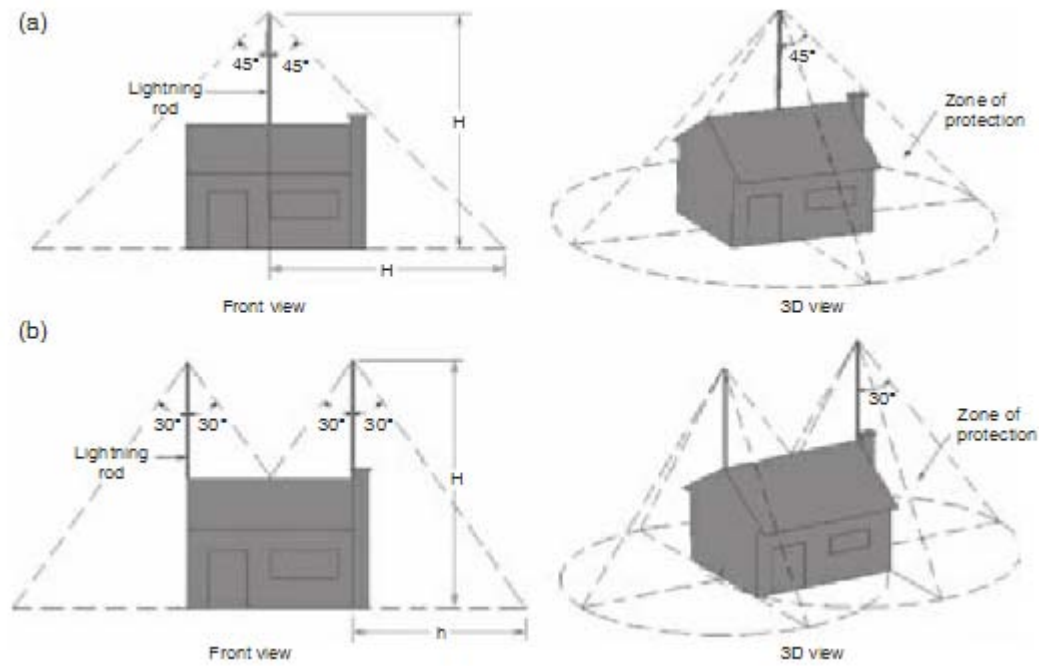 (a)
45° 45°
Lightning
rod
H
H
Front view
45°
Zone of
protection
3D view
(b)
30° 30°
30° 30°
Lightning
rod
H
h
Front view
30°
Zone of
protection
3D view